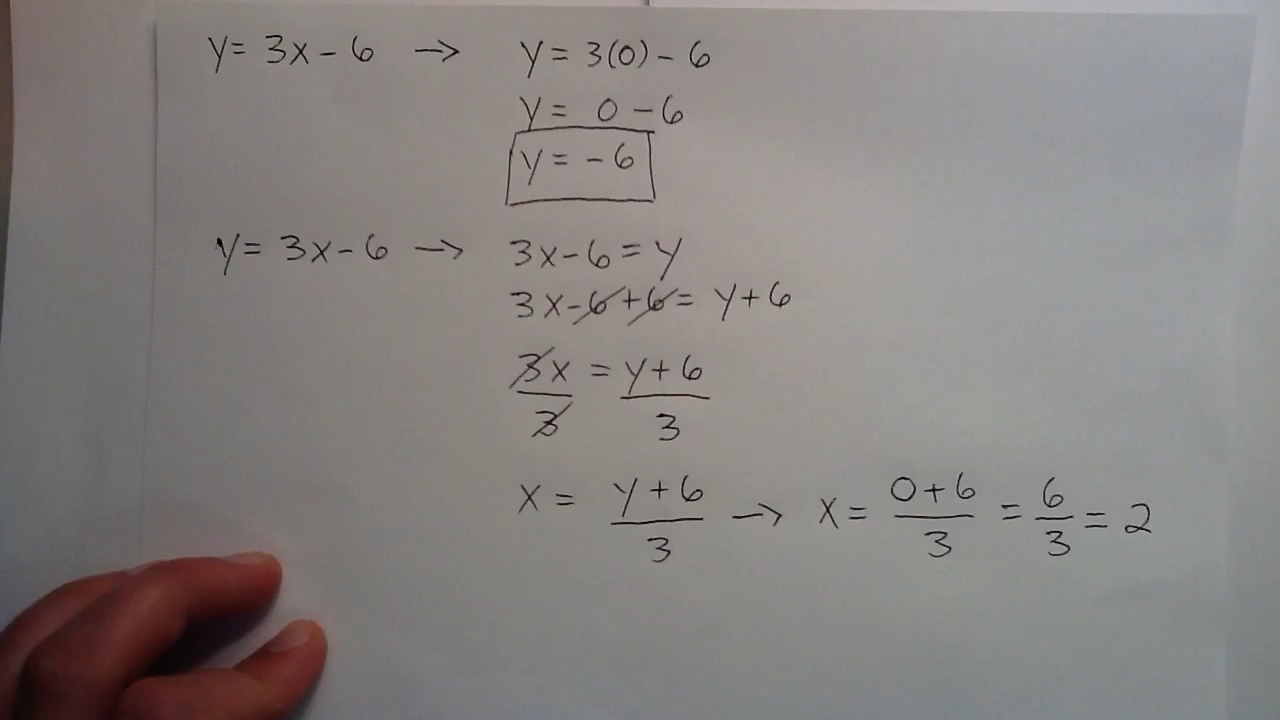 y = 3x - 6 → y = 3(0) - 6
y = 0 - 6
y = -6
y = 3x - 6 → 3x - 6 = y
3x - 6 + 6 = y + 6
3x/3 = y + 6/3
x = y + 6/3 → x = 0 + 6/3 = 6/3 = 2